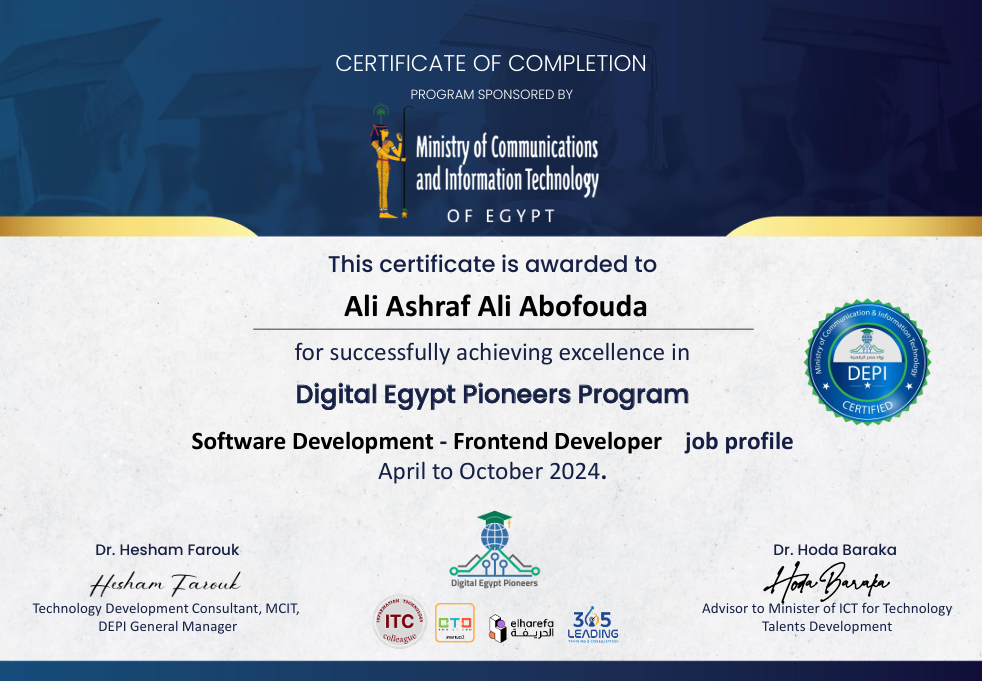 CERTIFICATE OF COMPLETION
PROGRAM SPONSORED BY
Ministry of Communications
and Information Technology
OF EGYPT
This certificate is awarded to
Ali Ashraf Ali Abofouda
for successfully achieving excellence in
Digital Egypt Pioneers Program
Ministry of Communication & Information Technology
DEPI
CERTIFIED
Software Development - Frontend Developer job profile
April to October 2024.
Digital Egypt Pioneers
Dr. Hesham Farouk
Hesham Farouk
Technology Development Consultant, MCIT,
DEPI General Manager
Dr. Hoda Baraka
Hoda Baraka
Advisor to Minister of ICT for Technology
Talents Development
INFORMATION TECHNOLOGY
ITC
colleague
elharefa
الحريفة
365
LEADING